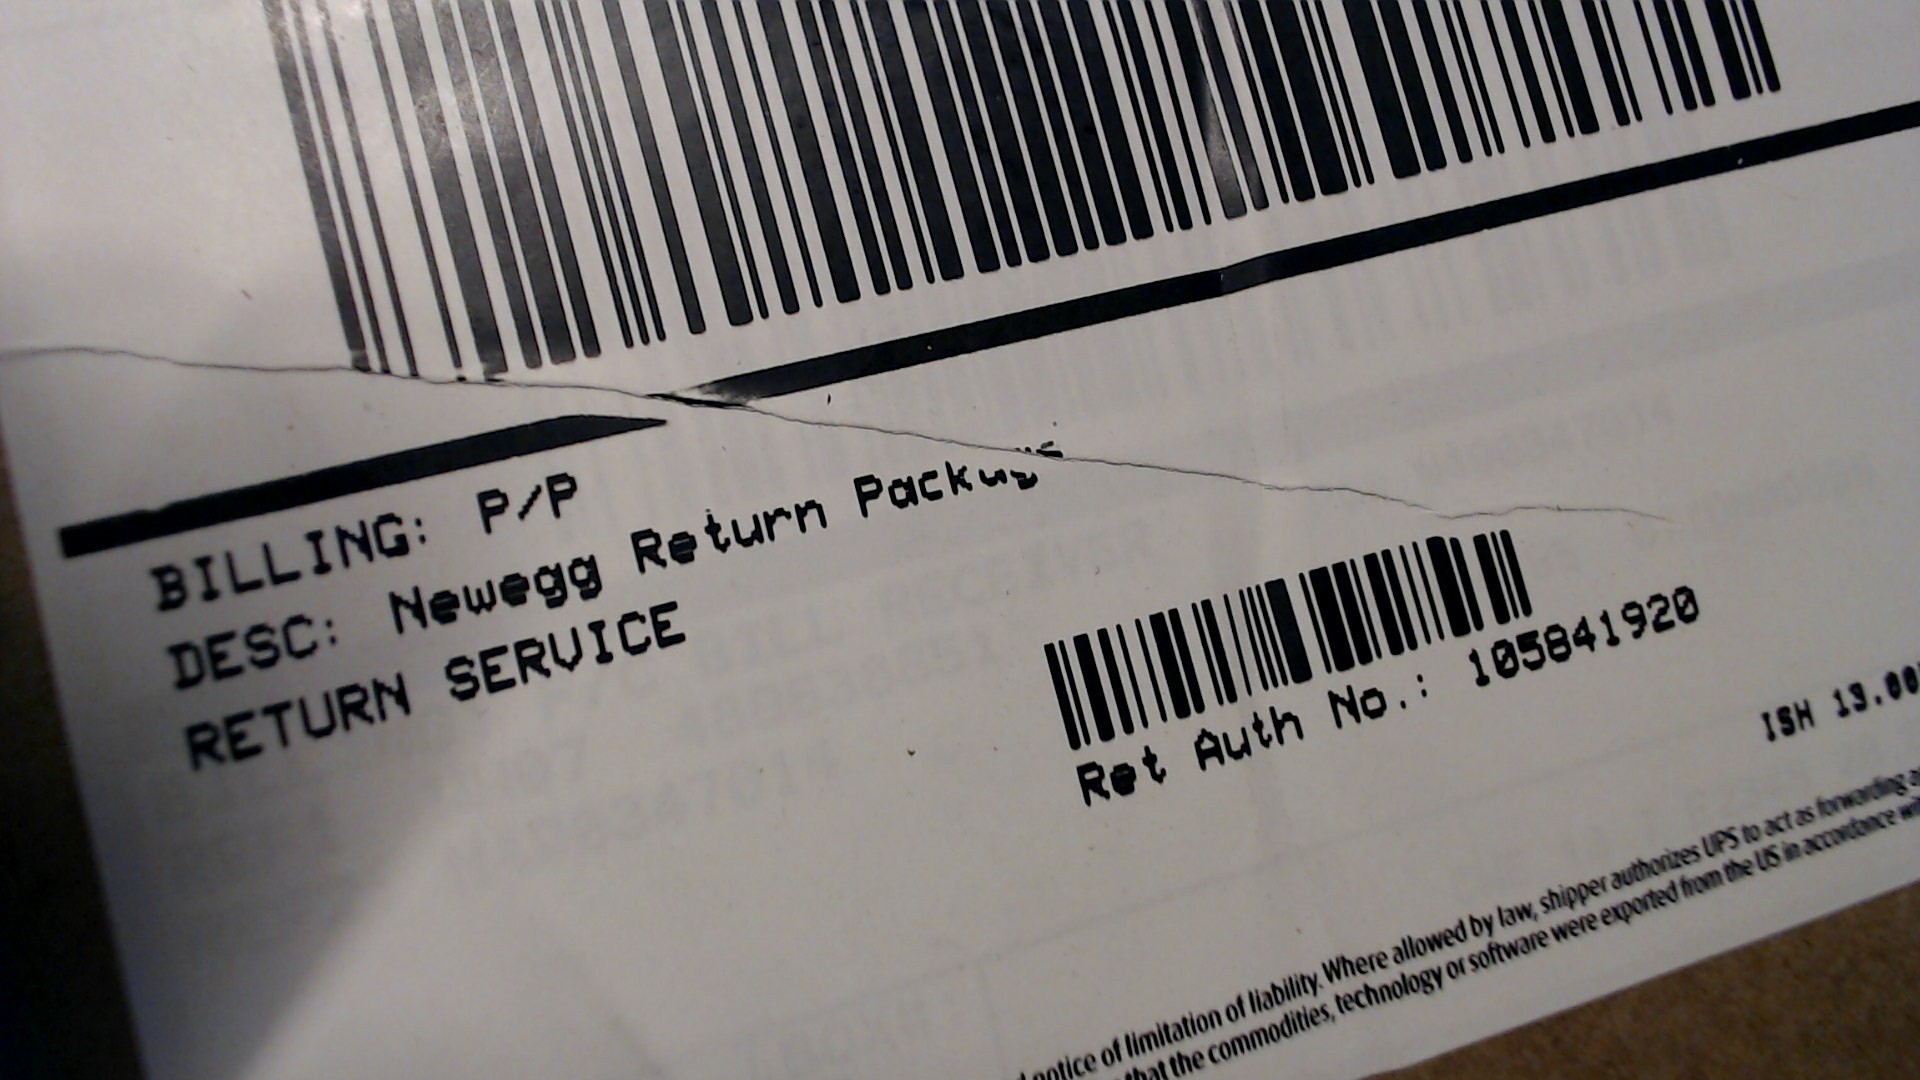 BILLING: P/P
DESC: Newegg Return Package
RETURN SERVICE
Ret Auth No.: 105841920
ISH 13.00
notice of limitation of liability. Where allowed by law, shipper authorizes UPS to act as forwarding
that the commodities, technology or software were exported from the US in accordance